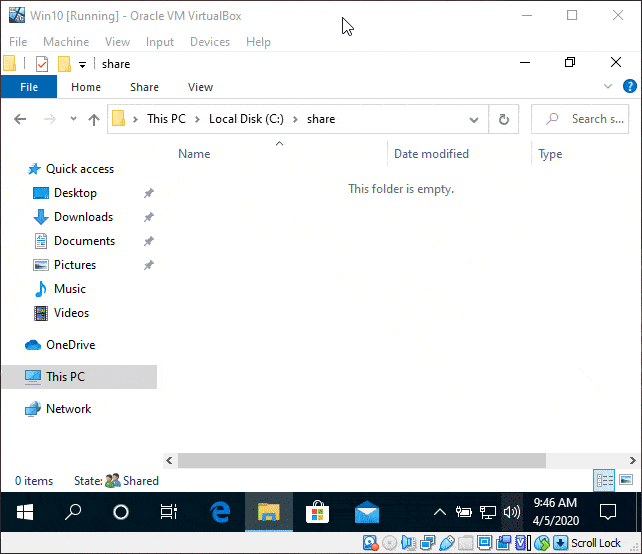 Win10 [Running] - Oracle VM VirtualBox
File Machine View Input Devices Help
share
File Home Share View
This PC > Local Disk (C:) > share
Search s...
Name Date modified Type
This folder is empty.
Quick access
Desktop
Downloads
Documents
Pictures
Music
Videos
OneDrive
This PC
Network
0 items State: Shared
9:46 AM
4/5/2020
Scroll Lock